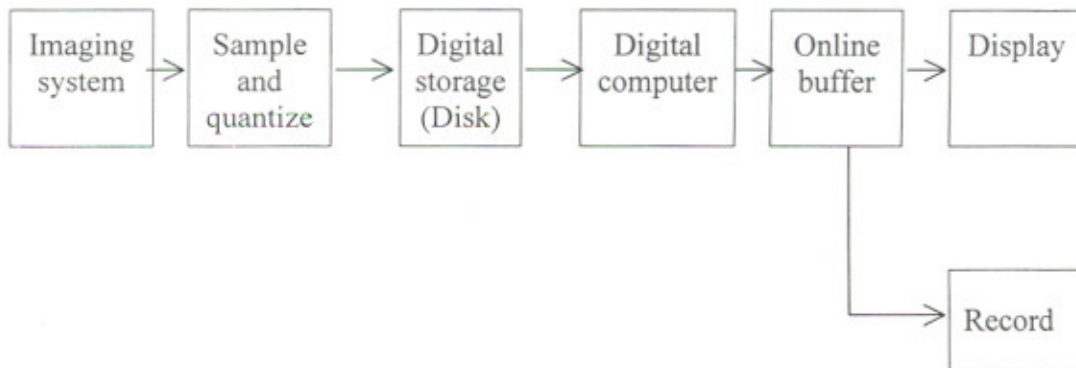 Imaging
system
Sample
and
quantize
Digital
storage
(Disk)
Digital
computer
Online
buffer
Display
Record